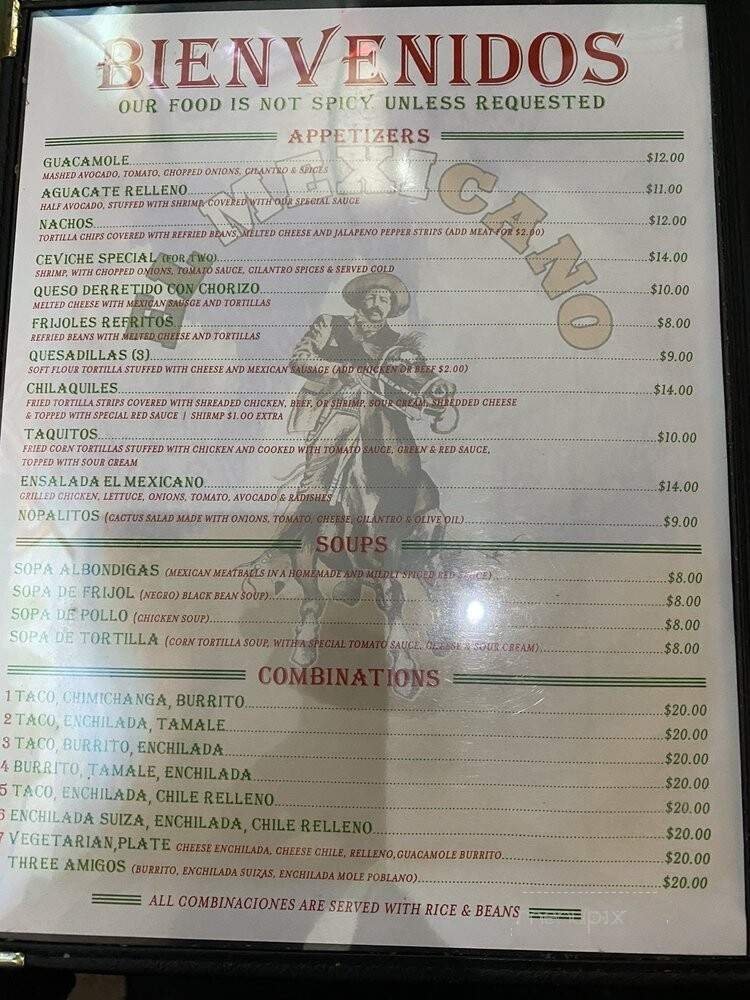 BIENVENIDOS
OUR FOOD IS NOT SPICY UNLESS REQUESTED
APPETIZERS
EL MEXICANO
GUACAMOLE $12.00
MASHED AVOCADO, TOMATO, CHOPPED ONIONS, CILANTRO & SPICES
AGUACATE RELLENO $11.00
HALF AVOCADO, STUFFED WITH SHRIMP, COVERED WITH OUR SPECIAL SAUCE
NACHOS $12.00
TORTILLA CHIPS COVERED WITH REFRIED BEANS, MELTED CHEESE AND JALAPENO PEPPER STRIPS (ADD MEAT FOR $2.00)
CEVICHE SPECIAL (FOR TWO) $14.00
SHRIMP, WITH CHOPPED ONIONS, TOMATO SAUCE, CILANTRO SPICES & SERVED COLD
QUESO DERRETIDO CON CHORIZO $10.00
MELTED CHEESE WITH MEXICAN SAUSGE AND TORTILLAS
FRIJOLES REFRITOS $8.00
REFRIED BEANS WITH MELTED CHEESE AND TORTILLAS
QUESADILLAS (3) $9.00
SOFT FLOUR TORTILLA STUFFED WITH CHEESE AND MEXICAN SAUSAGE (ADD CHICKEN OR BEEF $2.00)
CHILAQUILES $14.00
FRIED TORTILLA STRIPS COVERED WITH SHREADED CHICKEN, BEEF, OR SHRIMP, SOUR CREAM, SHREDDED CHEESE
& TOPPED WITH SPECIAL RED SAUCE | SHIRMP $1.00 EXTRA
TAQUITOS $10.00
FRIED CORN TORTILLAS STUFFED WITH CHICKEN AND COOKED WITH TOMATO SAUCE, GREEN & RED SAUCE,
TOPPED WITH SOUR CREAM
ENSALADA EL MEXICANO $14.00
GRILLED CHICKEN, LETTUCE, ONIONS, TOMATO, AVOCADO & RADISHES
NOPALITOS (CACTUS SALAD MADE WITH ONIONS, TOMATO, CHEESE, CILANTRO & OLIVE OIL) $9.00
SOUPS
SOPA ALBONDIGAS (MEXICAN MEATBALLS IN A HOMEMADE AND MILDLY SPICED RED SAUCE) $8.00
SOPA DE FRIJOL (NEGRO) BLACK BEAN SOUP) $8.00
SOPA DE POLLO (CHICKEN SOUP) $8.00
SOPA DE TORTILLA (CORN TORTILLA SOUP, WITH A SPECIAL TOMATO SAUCE, CHEESE & SOUR CREAM) $8.00
COMBINATIONS
1 TACO, CHIMICHANGA, BURRITO $20.00
2 TACO, ENCHILADA, TAMALE $20.00
3 TACO, BURRITO, ENCHILADA $20.00
4 BURRITO, TAMALE, ENCHILADA $20.00
5 TACO, ENCHILADA, CHILE RELLENO $20.00
6 ENCHILADA SUIZA, ENCHILADA, CHILE RELLENO $20.00
7 VEGETARIAN, PLATE CHEESE ENCHILADA, CHEESE CHILE, RELLENO, GUACAMOLE BURRITO $20.00
THREE AMIGOS (BURRITO, ENCHILADA SUIZAS, ENCHILADA MOLE POBLANO) $20.00
ALL COMBINACIONES ARE SERVED WITH RICE & BEANS
menupix